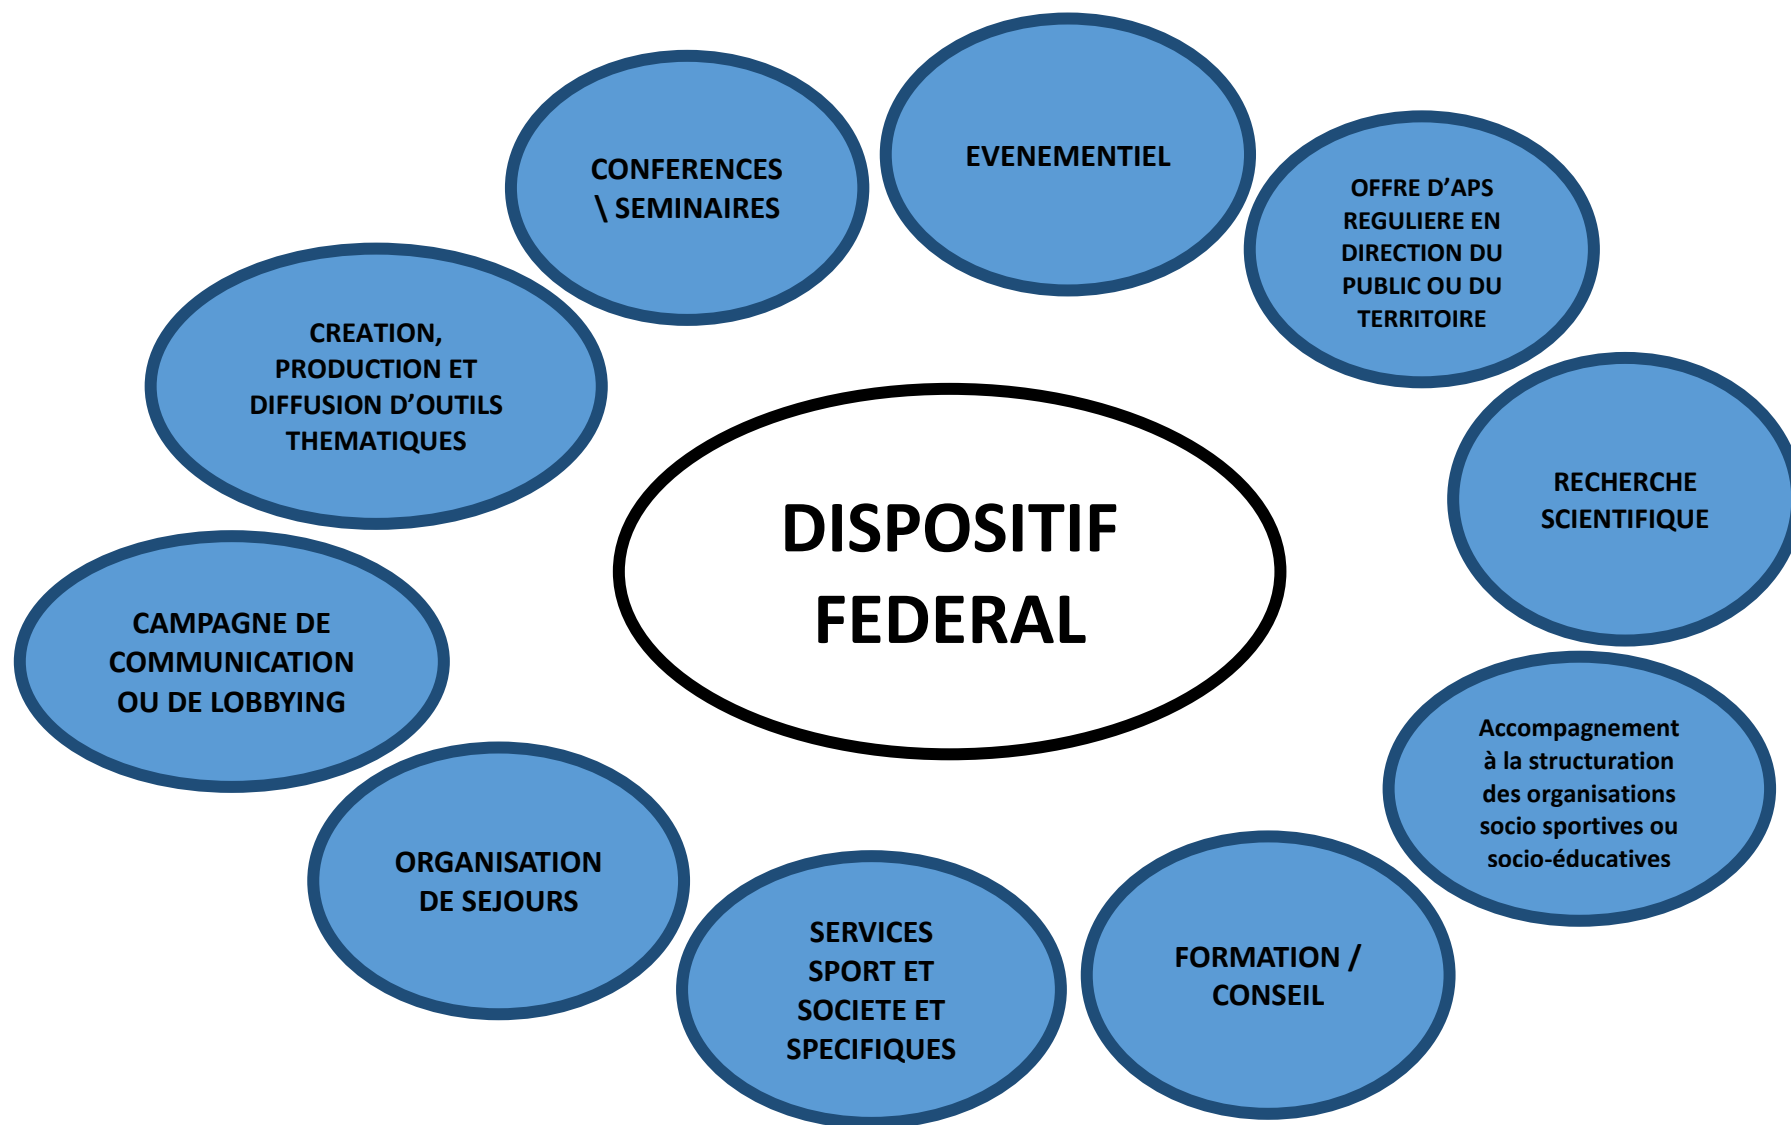 EVENEMENTIEL
CONFERENCES
\ SEMINAIRES
OFFRE D’APS
REGULIERE EN
DIRECTION DU
PUBLIC OU DU
TERRITOIRE
CREATION,
PRODUCTION ET
DIFFUSION D’OUTILS
THEMATIQUES
RECHERCHE
SCIENTIFIQUE
DISPOSITIF
FEDERAL
CAMPAGNE DE
COMMUNICATION
OU DE LOBBYING
Accompagnement
à la structuration
des organisations
socio sportives ou
socio-éducatives
ORGANISATION
DE SEJOURS
SERVICES
SPORT ET
SOCIETE ET
SPECIFIQUES
FORMATION /
CONSEIL